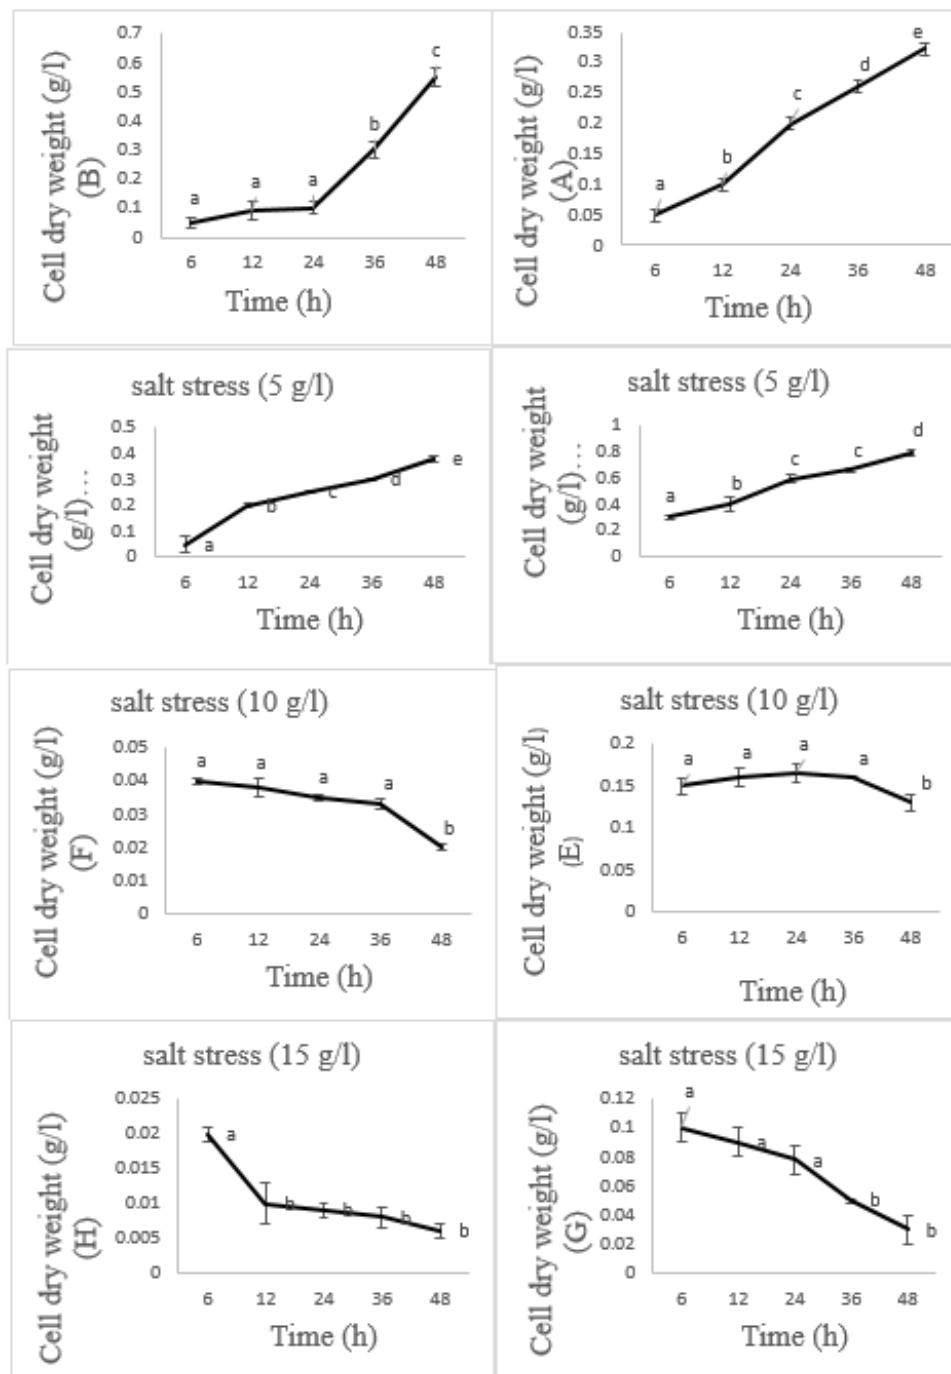 Cell dry weight (g/l)
(B)
0.7
0.6
0.5
0.4
0.3
0.2
0.1
0
a
a
a
b
c
6 12 24 36 48
Time (h)
Cell dry weight (g/l)
(A)
0.35
0.3
0.25
0.2
0.15
0.1
0.05
0
a
b
c
d
e
6 12 24 36 48
Time (h)
salt stress (5 g/l)
Cell dry weight
(g/l)...
0.5
0.4
0.3
0.2
0.1
0
a
b
c
d
e
6 12 24 36 48
Time (h)
salt stress (5 g/l)
Cell dry weight
(g/l)...
1
0.8
0.6
0.4
0.2
0
a
b
c
c
d
6 12 24 36 48
Time (h)
salt stress (10 g/l)
Cell dry weight (g/l)
(F)
0.05
0.04
0.03
0.02
0.01
0
a
a
a
a
b
6 12 24 36 48
Time (h)
salt stress (10 g/l)
Cell dry weight (g/l)
(E)
0.2
0.15
0.1
0.05
0
a
a
a
a
b
6 12 24 36 48
Time (h)
salt stress (15 g/l)
Cell dry weight (g/l)
(H)
0.025
0.02
0.015
0.01
0.005
0
a
b
b
b
b
6 12 24 36 48
Time (h)
salt stress (15 g/l)
Cell dry weight (g/l)
(G)
0.12
0.1
0.08
0.06
0.04
0.02
0
a
a
a
b
b
6 12 24 36 48
Time (h)